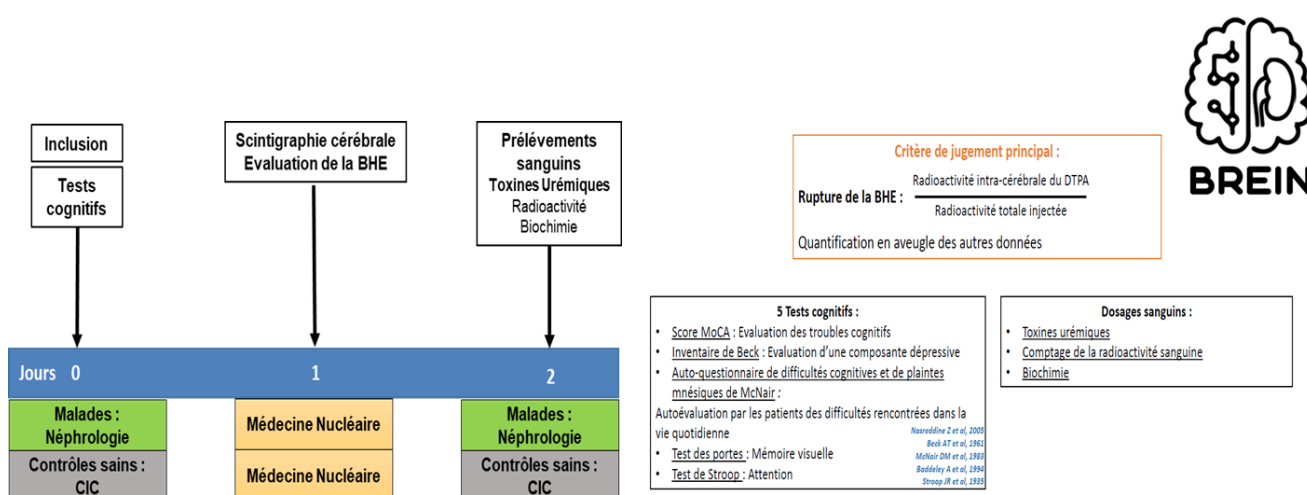 Inclusion
Tests
cognitifs
Scintigraphie cérébrale
Evaluation de la BHE
Prélévements
sanguins
Toxines Urémiques
Radioactivité
Biochimie
Jours 0 1 2
Malades :
Néphrologie
Contrôles sains :
CIC
Médecine Nucléaire
Médecine Nucléaire
Malades :
Néphrologie
Contrôles sains :
CIC
Critère de jugement principal :
Rupture de la BHE :
Radioactivité intra-cérébrale du DTPA
Radioactivité totale injectée
Quantification en aveugle des autres données
BREIN
5 Tests cognitifs :
• Score MoCA : Evaluation des troubles cognitifs
• Inventaire de Beck : Evaluation d'une composante dépressive
• Auto-questionnaire de difficultés cognitives et de plaintes
mnésiques de McNair :
Autoévaluation par les patients des difficultés rencontrées dans la
vie quotidienne
• Test des portes : Mémoire visuelle
• Test de Stroop : Attention
Nasreddine Z et al, 2005
Beck AT et al, 1961
McNair DM et al, 1983
Baddeley A et al, 1994
Stroop JR et al, 1935
Dosages sanguins :
• Toxines urémiques
• Comptage de la radioactivité sanguine
• Biochimie